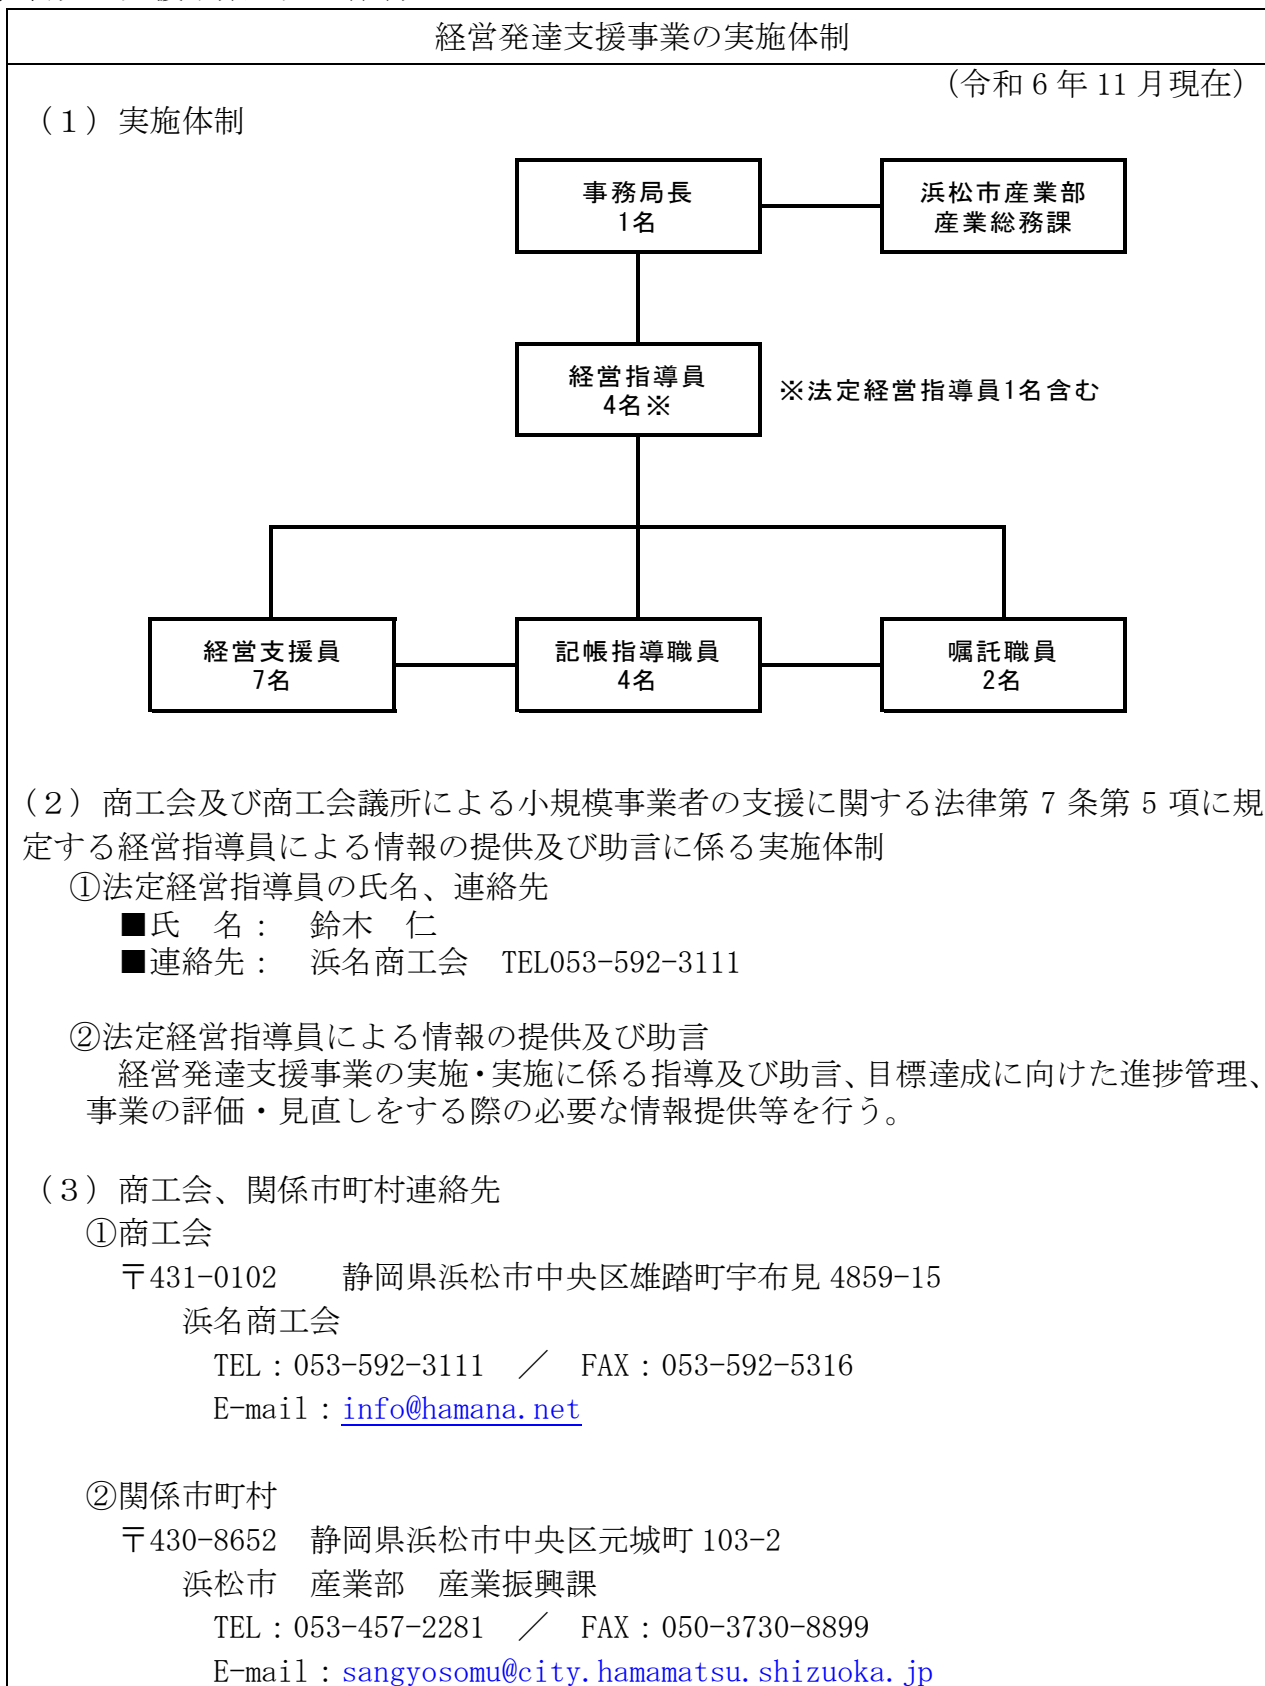 経営発達支援事業の実施体制
（令和 6 年 11 月現在）
（１）実施体制
事務局長
1名
浜松市産業部
産業総務課
経営指導員
4名※
※法定経営指導員1名含む
経営支援員
7名
記帳指導職員
4名
嘱託職員
2名
（２）商工会及び商工会議所による小規模事業者の支援に関する法律第 7 条第 5 項に規
定する経営指導員による情報の提供及び助言に係る実施体制
①法定経営指導員の氏名、連絡先
■氏　名：　鈴木　仁
■連絡先：　浜名商工会　TEL053-592-3111
②法定経営指導員による情報の提供及び助言
経営発達支援事業の実施・実施に係る指導及び助言、目標達成に向けた進捗管理、
事業の評価・見直しをする際の必要な情報提供等を行う。
（３）商工会、関係市町村連絡先
①商工会
〒431-0102　　静岡県浜松市中央区雄踏町宇布見 4859-15
浜名商工会
TEL：053-592-3111　／　FAX：053-592-5316
E-mail：info@hamana.net
②関係市町村
〒430-8652　静岡県浜松市中央区元城町 103-2
浜松市　産業部　産業振興課
TEL：053-457-2281　／　FAX：050-3730-8899
E-mail：sangyosomu@city.hamamatsu.shizuoka.jp